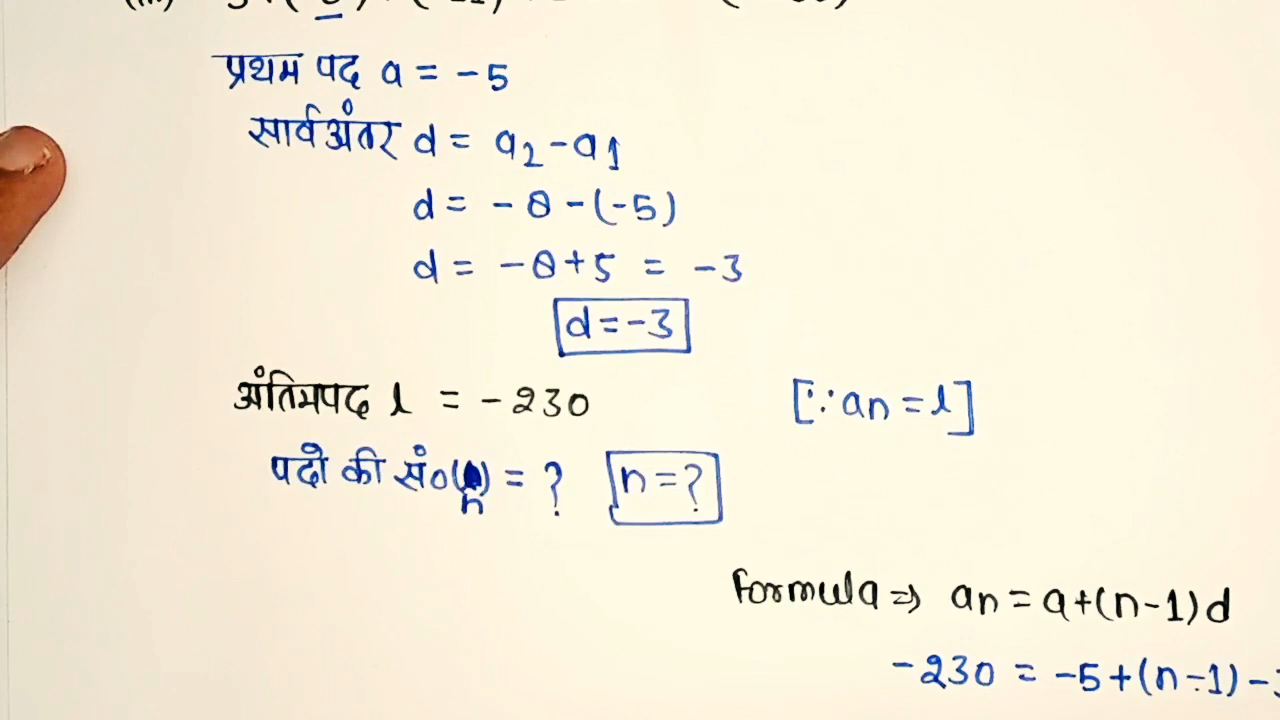 प्रथम पद a = -5
सार्वअंतर d = a2 - a1
d = -8 - (-5)
d = -8 + 5 = -3
d = -3
अंतिमपद l = -230 [∵ an = l]
पदो की सं०(n) = ? n = ?
Formula ⇒ an = a+(n-1)d
-230 = -5+(n-1)-3